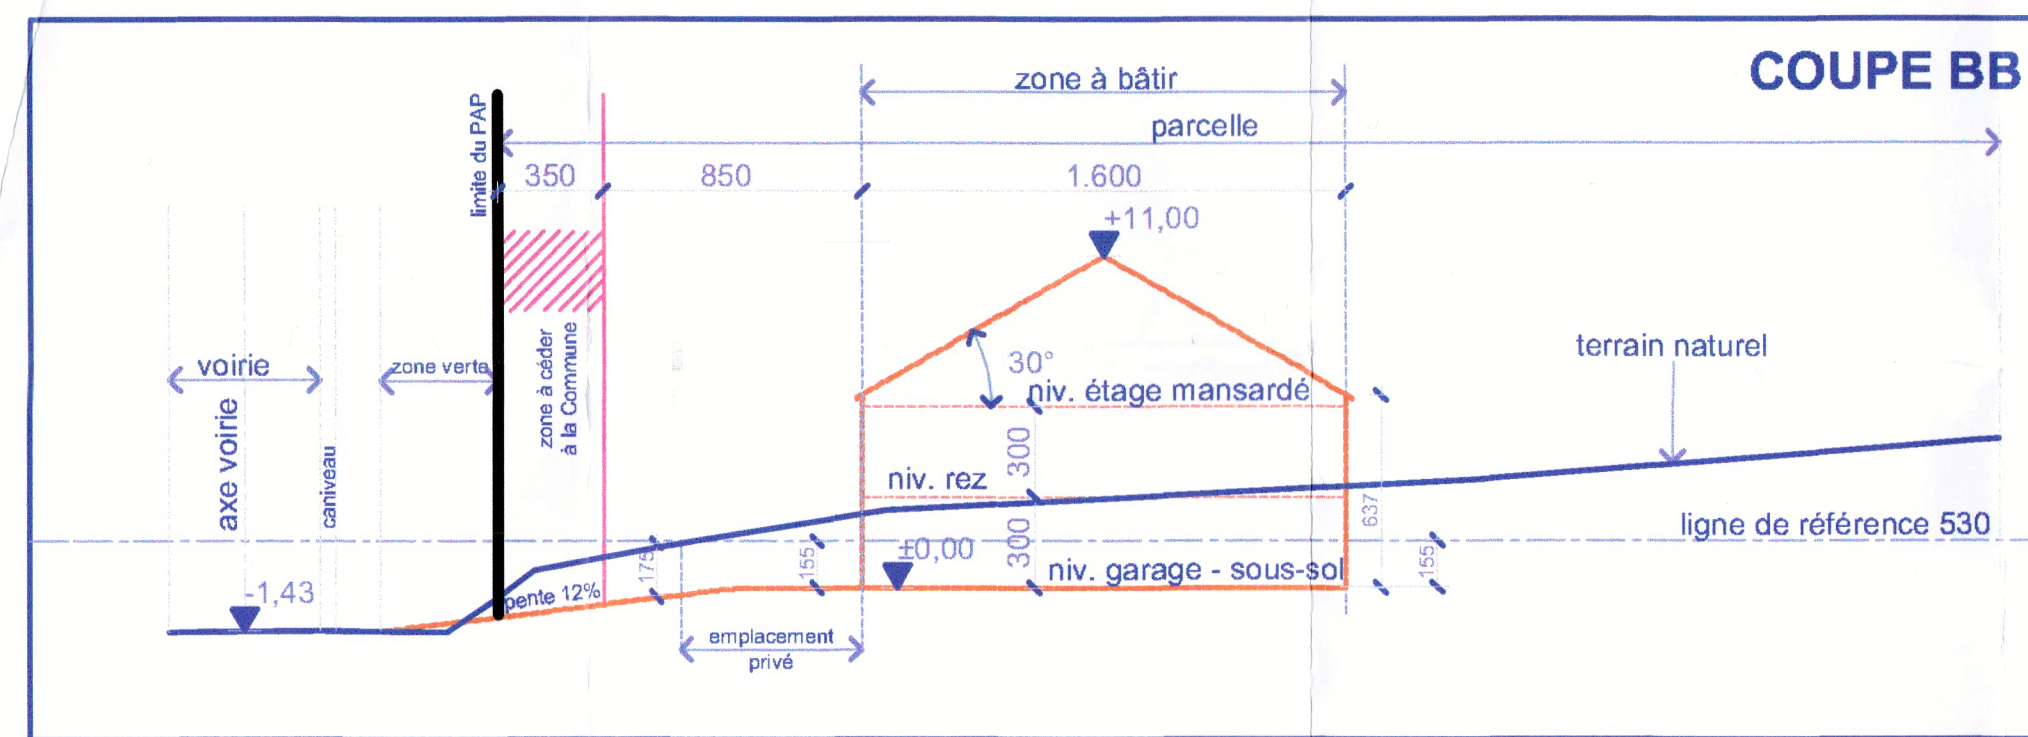 COUPE BB
zone à bâtir
parcelle
limite du PAP
350
850
1.600
+11,00
voirie
zone verte
zone à céder
à la Commune
30°
niv. étage mansardé
terrain naturel
axe voirie
caniveau
300
niv. rez
637
ligne de référence 530
175
155
±0,00
300
niv. garage - sous-sol
155
-1,43
pente 12%
emplacement
privé